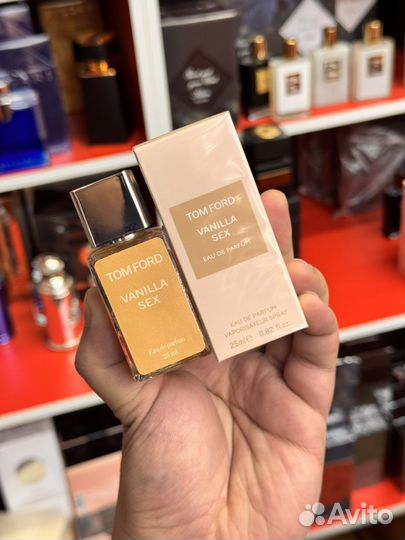 TOM FORD
VANILLA
SEX
Eau de parfum
25 ml
TOM FORD
VANILLA
SEX
EAU DE PARFUM
EAU DE PARFUM
VAPORISATEUR SPRAY
25ml e 0.82 fl.oz.
Avito